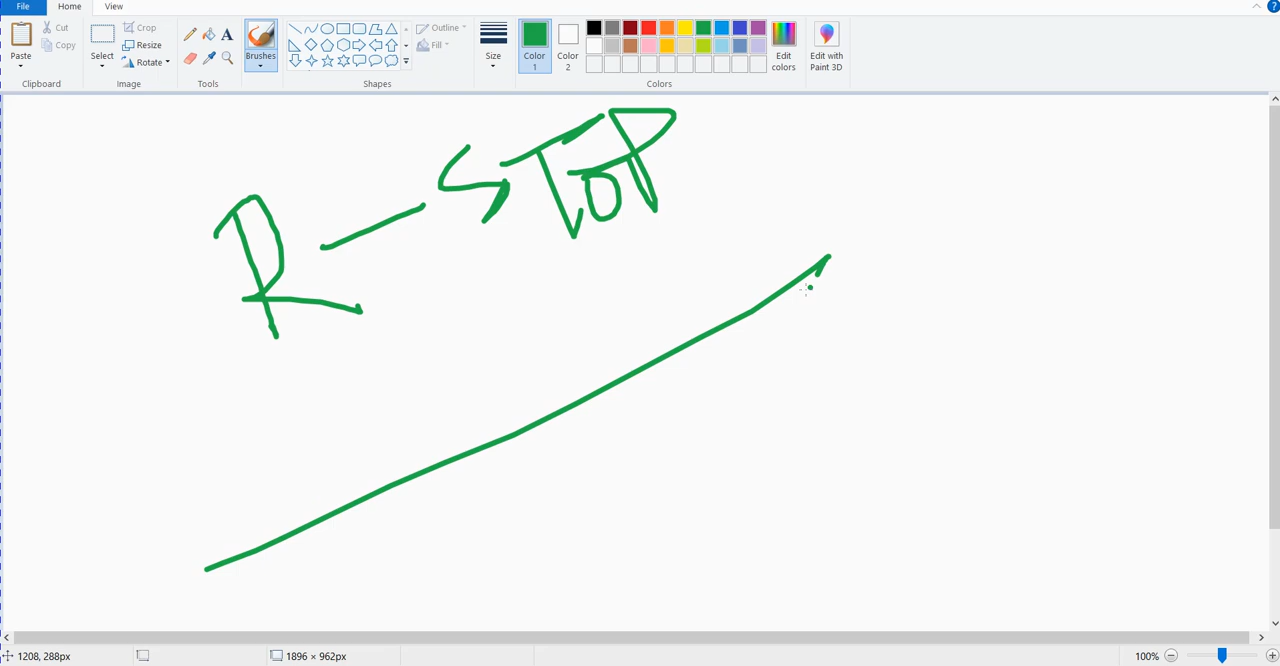 File Home View
Paste Cut Copy Clipboard
Select Crop Resize Rotate Image
A Tools
Brushes
Outline Fill Shapes
Size
Color 1 Color 2 Edit colors Colors
Edit with Paint 3D
R - STOP
1208, 288px 1896 × 962px 100%